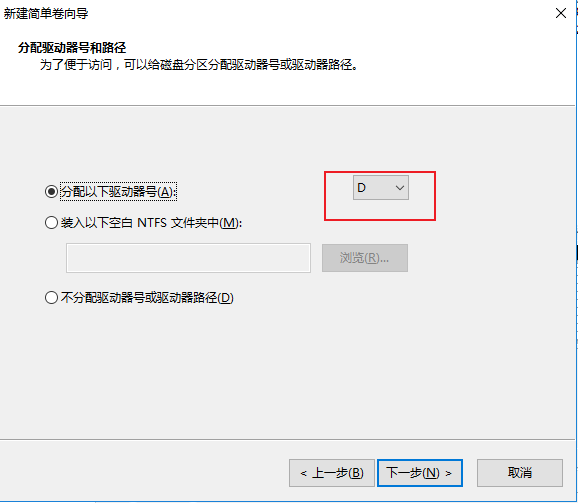 新建简单卷向导
分配驱动器号和路径
为了便于访问，可以给磁盘分区分配驱动器号或驱动器路径。
分配以下驱动器号(A): D
装入以下空白 NTFS 文件夹中(M):
浏览(R)...
不分配驱动器号或驱动器路径(D)
< 上一步(B) 下一步(N) > 取消